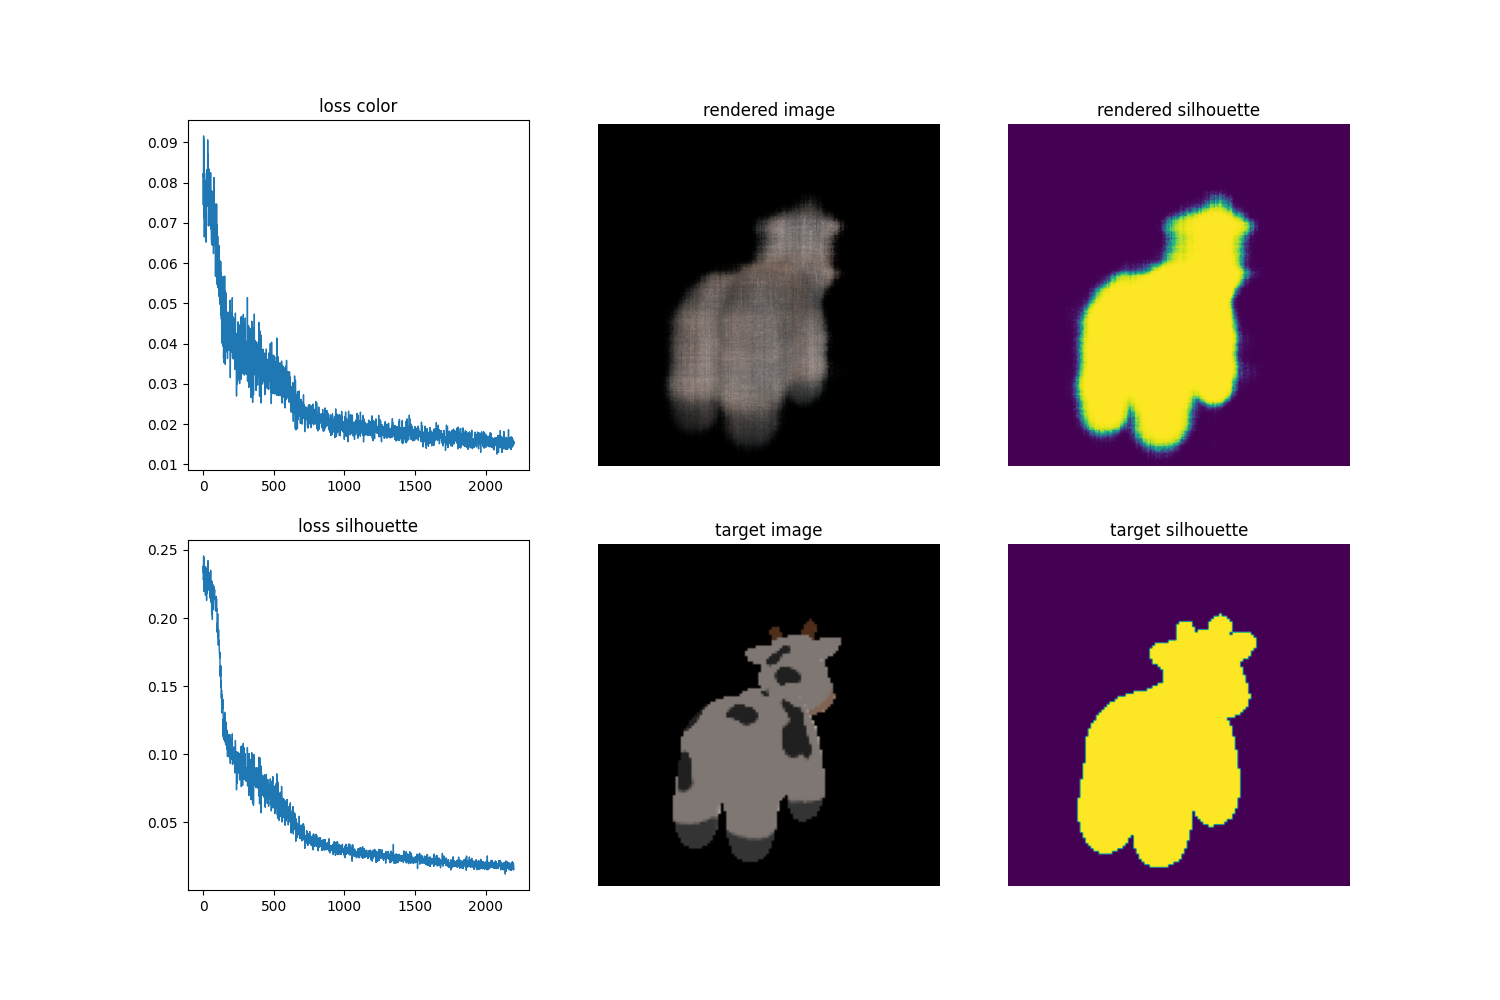 loss color
0.09
0.08
0.07
0.06
0.05
0.04
0.03
0.02
0.01
0 500 1000 1500 2000
rendered image
rendered silhouette
loss silhouette
0.25
0.20
0.15
0.10
0.05
0 500 1000 1500 2000
target image
target silhouette